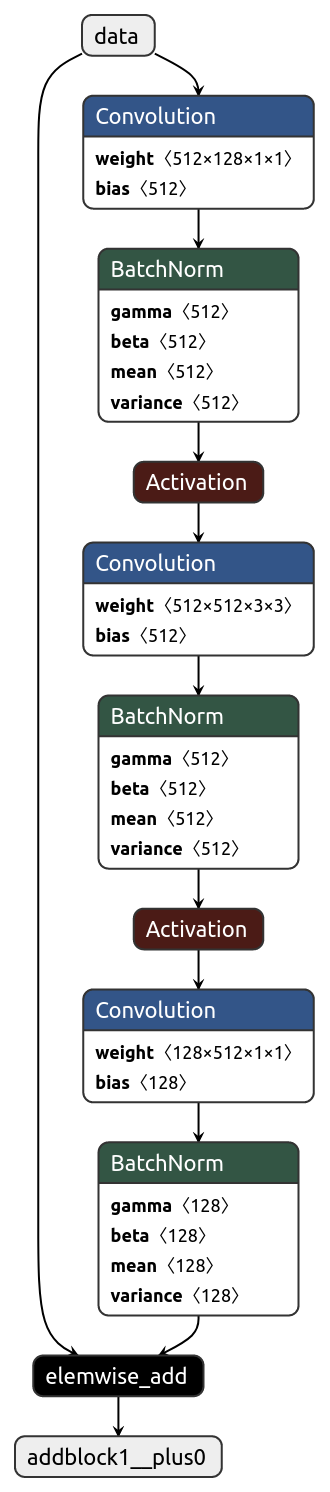 data
Convolution
weight〈512×128×1×1〉
bias〈512〉
BatchNorm
gamma〈512〉
beta〈512〉
mean〈512〉
variance〈512〉
Activation
Convolution
weight〈512×512×3×3〉
bias〈512〉
BatchNorm
gamma〈512〉
beta〈512〉
mean〈512〉
variance〈512〉
Activation
Convolution
weight〈128×512×1×1〉
bias〈128〉
BatchNorm
gamma〈128〉
beta〈128〉
mean〈128〉
variance〈128〉
elemwise_add
addblock1__plus0